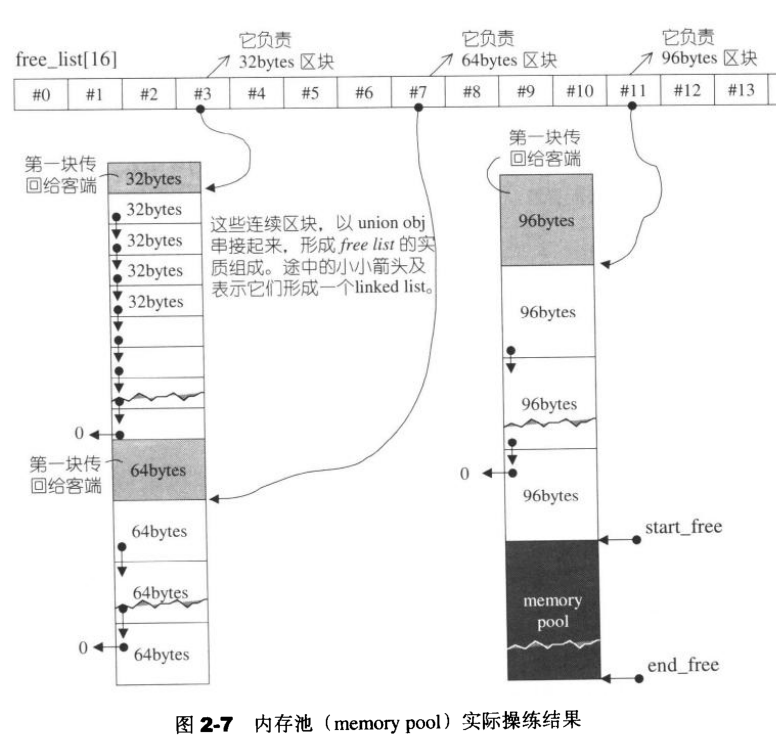 它负责
32bytes 区块
它负责
64bytes 区块
它负责
96bytes 区块
free_list[16]
#0 #1 #2 #3 #4 #5 #6 #7 #8 #9 #10 #11 #12 #13
第一块传
回给客端
32bytes
32bytes
32bytes
32bytes
32bytes
0
这些连续区块，以 union obj
串接起来，形成 free list 的实
质组成。途中的小小箭头及
表示它们形成一个linked list。
第一块传
回给客端
64bytes
64bytes
64bytes
64bytes
0
第一块传
回给客端
96bytes
96bytes
96bytes
0
96bytes
start_free
memory
pool
end_free
图 2-7 内存池（memory pool）实际操练结果